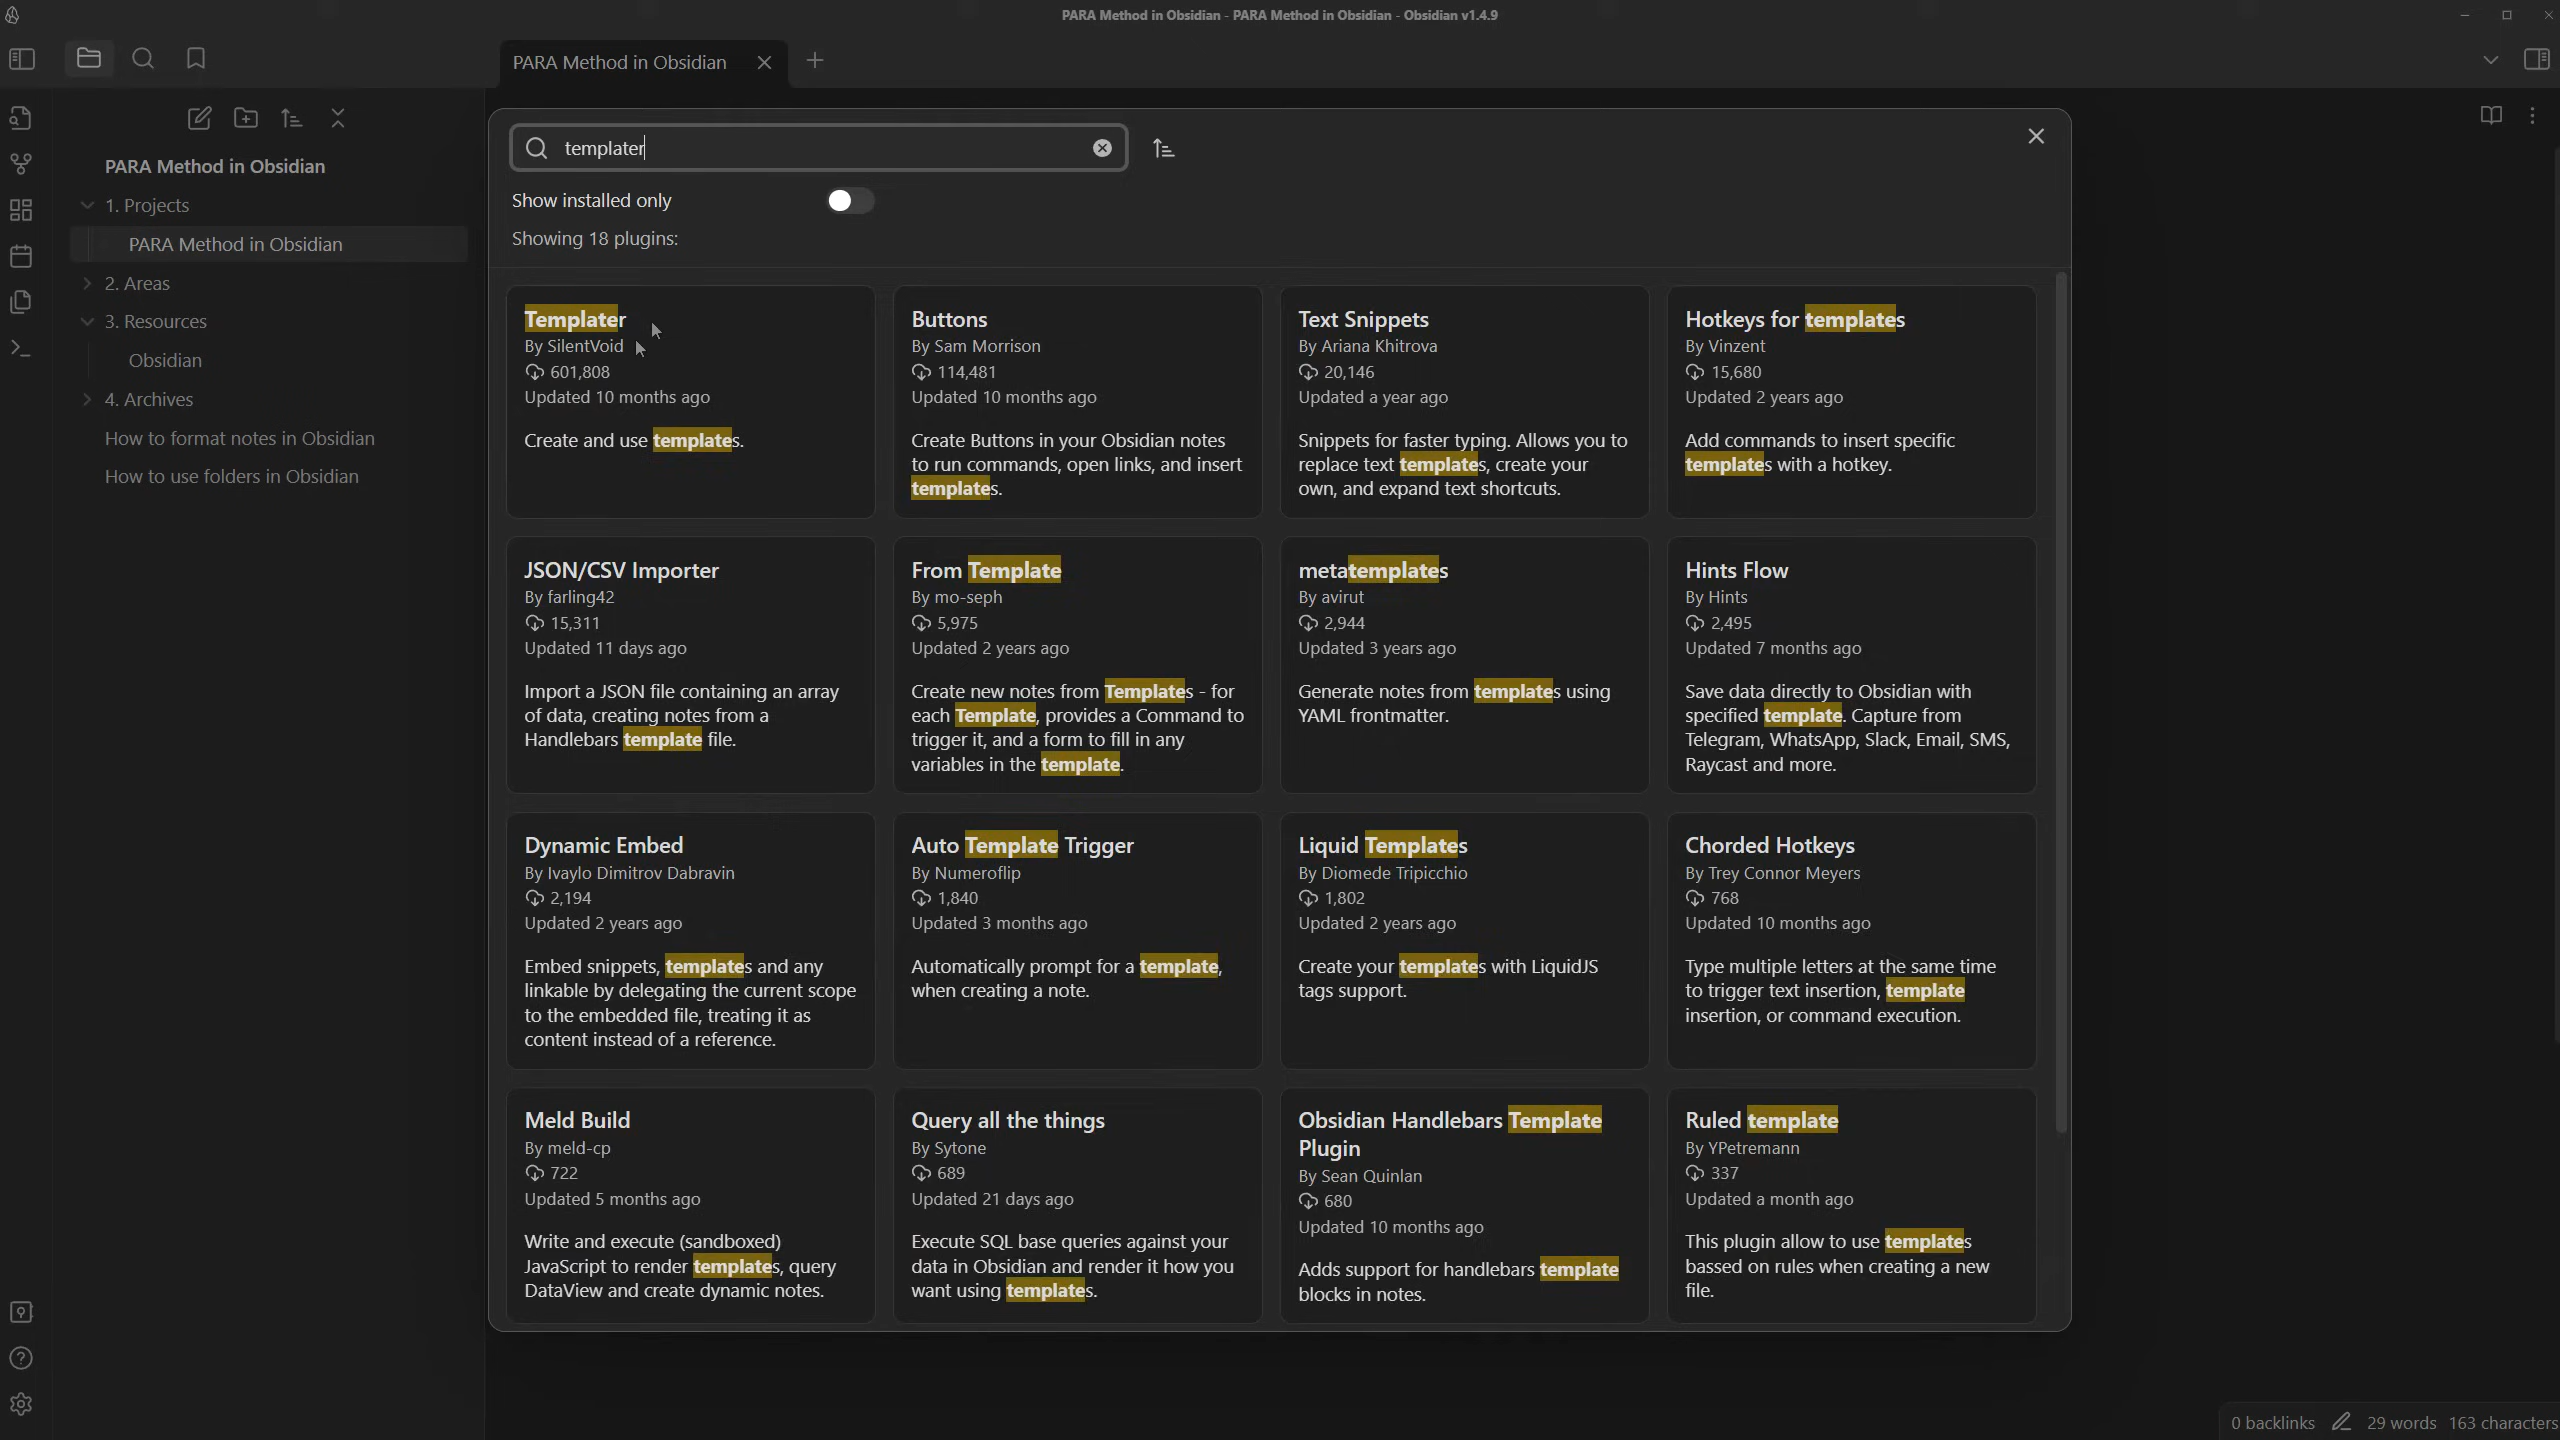 PARA Method in Obsidian - PARA Method in Obsidian - Obsidian v1.4.9
PARA Method in Obsidian
PARA Method in Obsidian
1. Projects
PARA Method in Obsidian
2. Areas
3. Resources
Obsidian
4. Archives
How to format notes in Obsidian
How to use folders in Obsidian
templater
Show installed only
Showing 18 plugins:
Templater
By SilentVoid
601,808
Updated 10 months ago
Create and use templates.
Buttons
By Sam Morrison
114,481
Updated 10 months ago
Create Buttons in your Obsidian notes
to run commands, open links, and insert
templates.
Text Snippets
By Ariana Khitrova
20,146
Updated a year ago
Snippets for faster typing. Allows you to
replace text templates, create your
own, and expand text shortcuts.
Hotkeys for templates
By Vinzent
15,680
Updated 2 years ago
Add commands to insert specific
templates with a hotkey.
JSON/CSV Importer
By farling42
15,311
Updated 11 days ago
Import a JSON file containing an array
of data, creating notes from a
Handlebars template file.
From Template
By mo-seph
5,975
Updated 2 years ago
Create new notes from Templates - for
each Template, provides a Command to
trigger it, and a form to fill in any
variables in the template.
metatemplates
By avirut
2,944
Updated 3 years ago
Generate notes from templates using
YAML frontmatter.
Hints Flow
By Hints
2,495
Updated 7 months ago
Save data directly to Obsidian with
specified template. Capture from
Telegram, WhatsApp, Slack, Email, SMS,
Raycast and more.
Dynamic Embed
By Ivaylo Dimitrov Dabravin
2,194
Updated 2 years ago
Embed snippets, templates and any
linkable by delegating the current scope
to the embedded file, treating it as
content instead of a reference.
Auto Template Trigger
By Numeroflip
1,840
Updated 3 months ago
Automatically prompt for a template,
when creating a note.
Liquid Templates
By Diomede Tripicchio
1,802
Updated 2 years ago
Create your templates with LiquidJS
tags support.
Chorded Hotkeys
By Trey Connor Meyers
768
Updated 10 months ago
Type multiple letters at the same time
to trigger text insertion, template
insertion, or command execution.
Meld Build
By meld-cp
722
Updated 5 months ago
Write and execute (sandboxed)
JavaScript to render templates, query
DataView and create dynamic notes.
Query all the things
By Sytone
689
Updated 21 days ago
Execute SQL base queries against your
data in Obsidian and render it how you
want using templates.
Obsidian Handlebars Template
Plugin
By Sean Quinlan
680
Updated 10 months ago
Adds support for handlebars template
blocks in notes.
Ruled template
By YPetremann
337
Updated a month ago
This plugin allow to use templates
bassed on rules when creating a new
file.
0 backlinks 29 words 163 characters